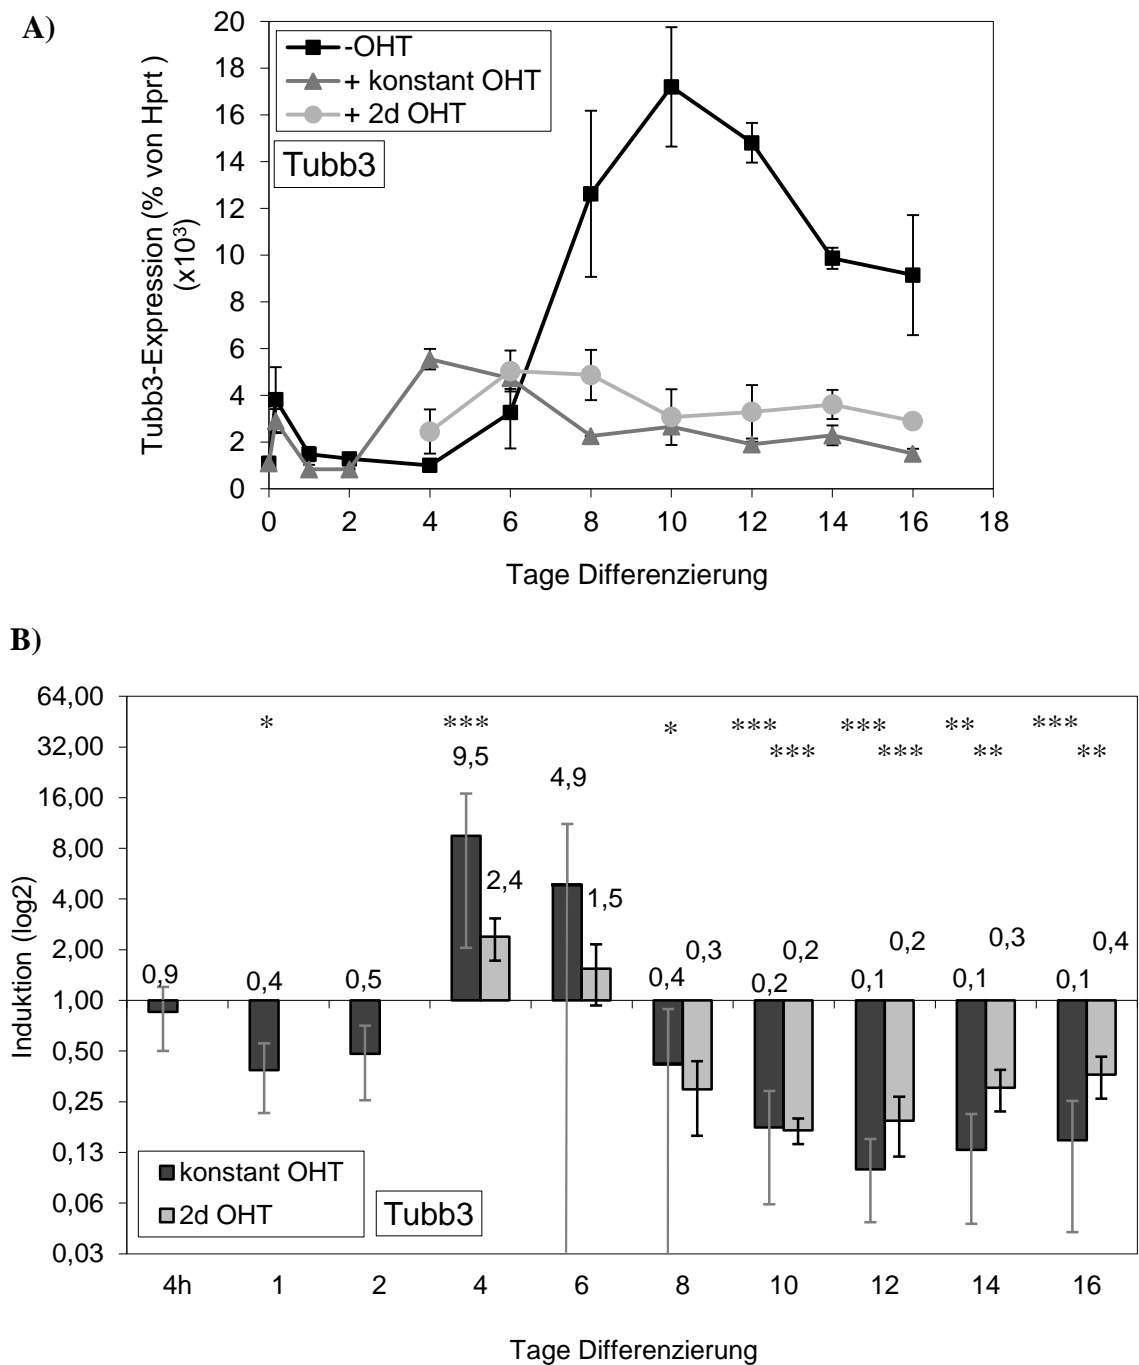 A)
20
18
16
14
12
10
8
6
4
2
0
Tubb3-Expression (% von Hprt )
(x10³)
-OHT
+ konstant OHT
+ 2d OHT
Tubb3
0 2 4 6 8 10 12 14 16 18
Tage Differenzierung
B)
64,00
32,00
16,00
8,00
4,00
2,00
1,00
0,50
0,25
0,13
0,06
0,03
Induktion (log2)
* *** * *** *** ** ***
*** *** ** **
0,9 0,4 0,5 9,5 2,4 4,9 1,5 0,4 0,3 0,2 0,2 0,1 0,2 0,1 0,3 0,1 0,4
konstant OHT
2d OHT
Tubb3
4h 1 2 4 6 8 10 12 14 16
Tage Differenzierung